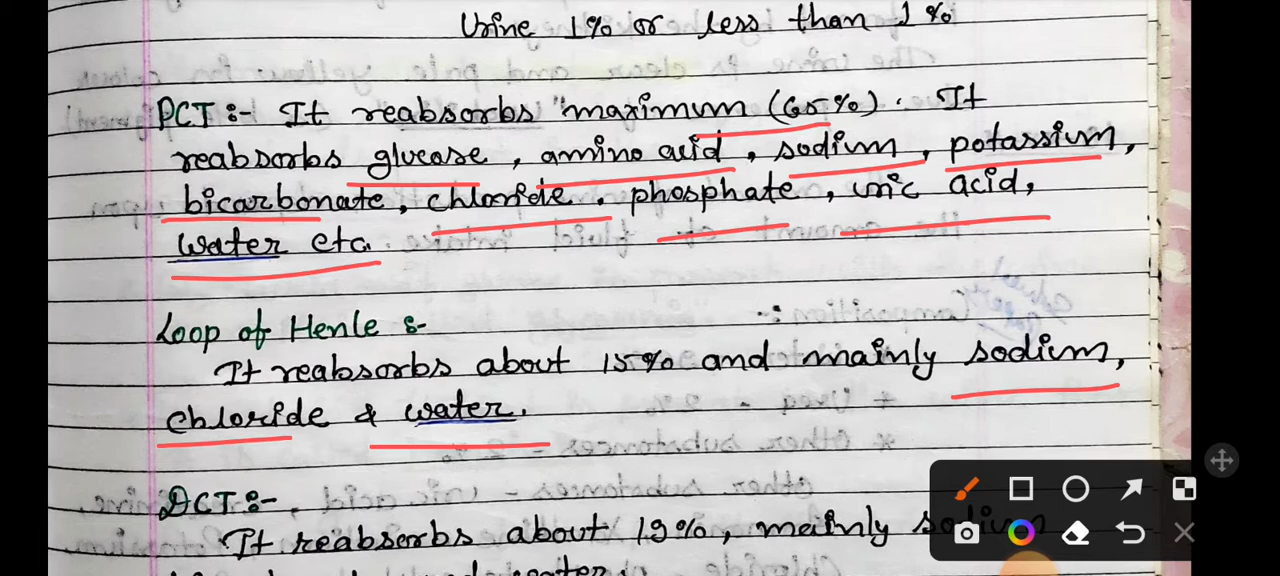 Urine 1% or less than 1%
PCT :- It reabsorbs "maximum (65%). It
reabsorbs glucose, amino acid, sodium, potassium,
bicarbonate, chloride, phosphate, uric acid,
water etc.
Loop of Henle :-
It reabsorbs about 15% and mainly sodium,
chloride & water.
DCT :-
It reabsorbs about 19%, mainly sodium
water.